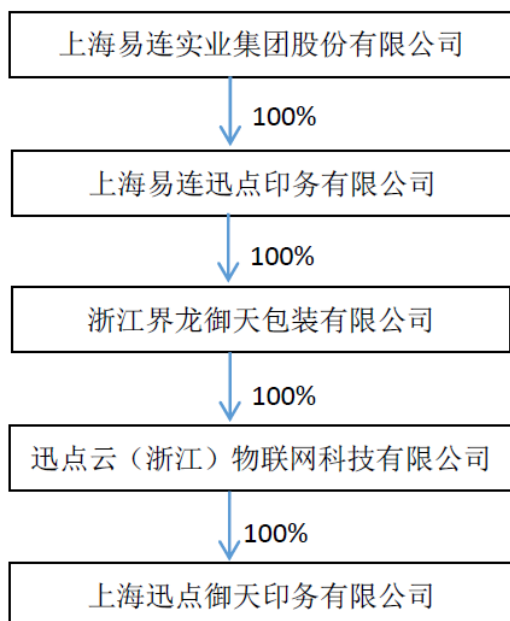 上海易连实业集团股份有限公司
100%
上海易连迅点印务有限公司
100%
浙江界龙御天包装有限公司
100%
迅点云（浙江）物联网科技有限公司
100%
上海迅点御天印务有限公司